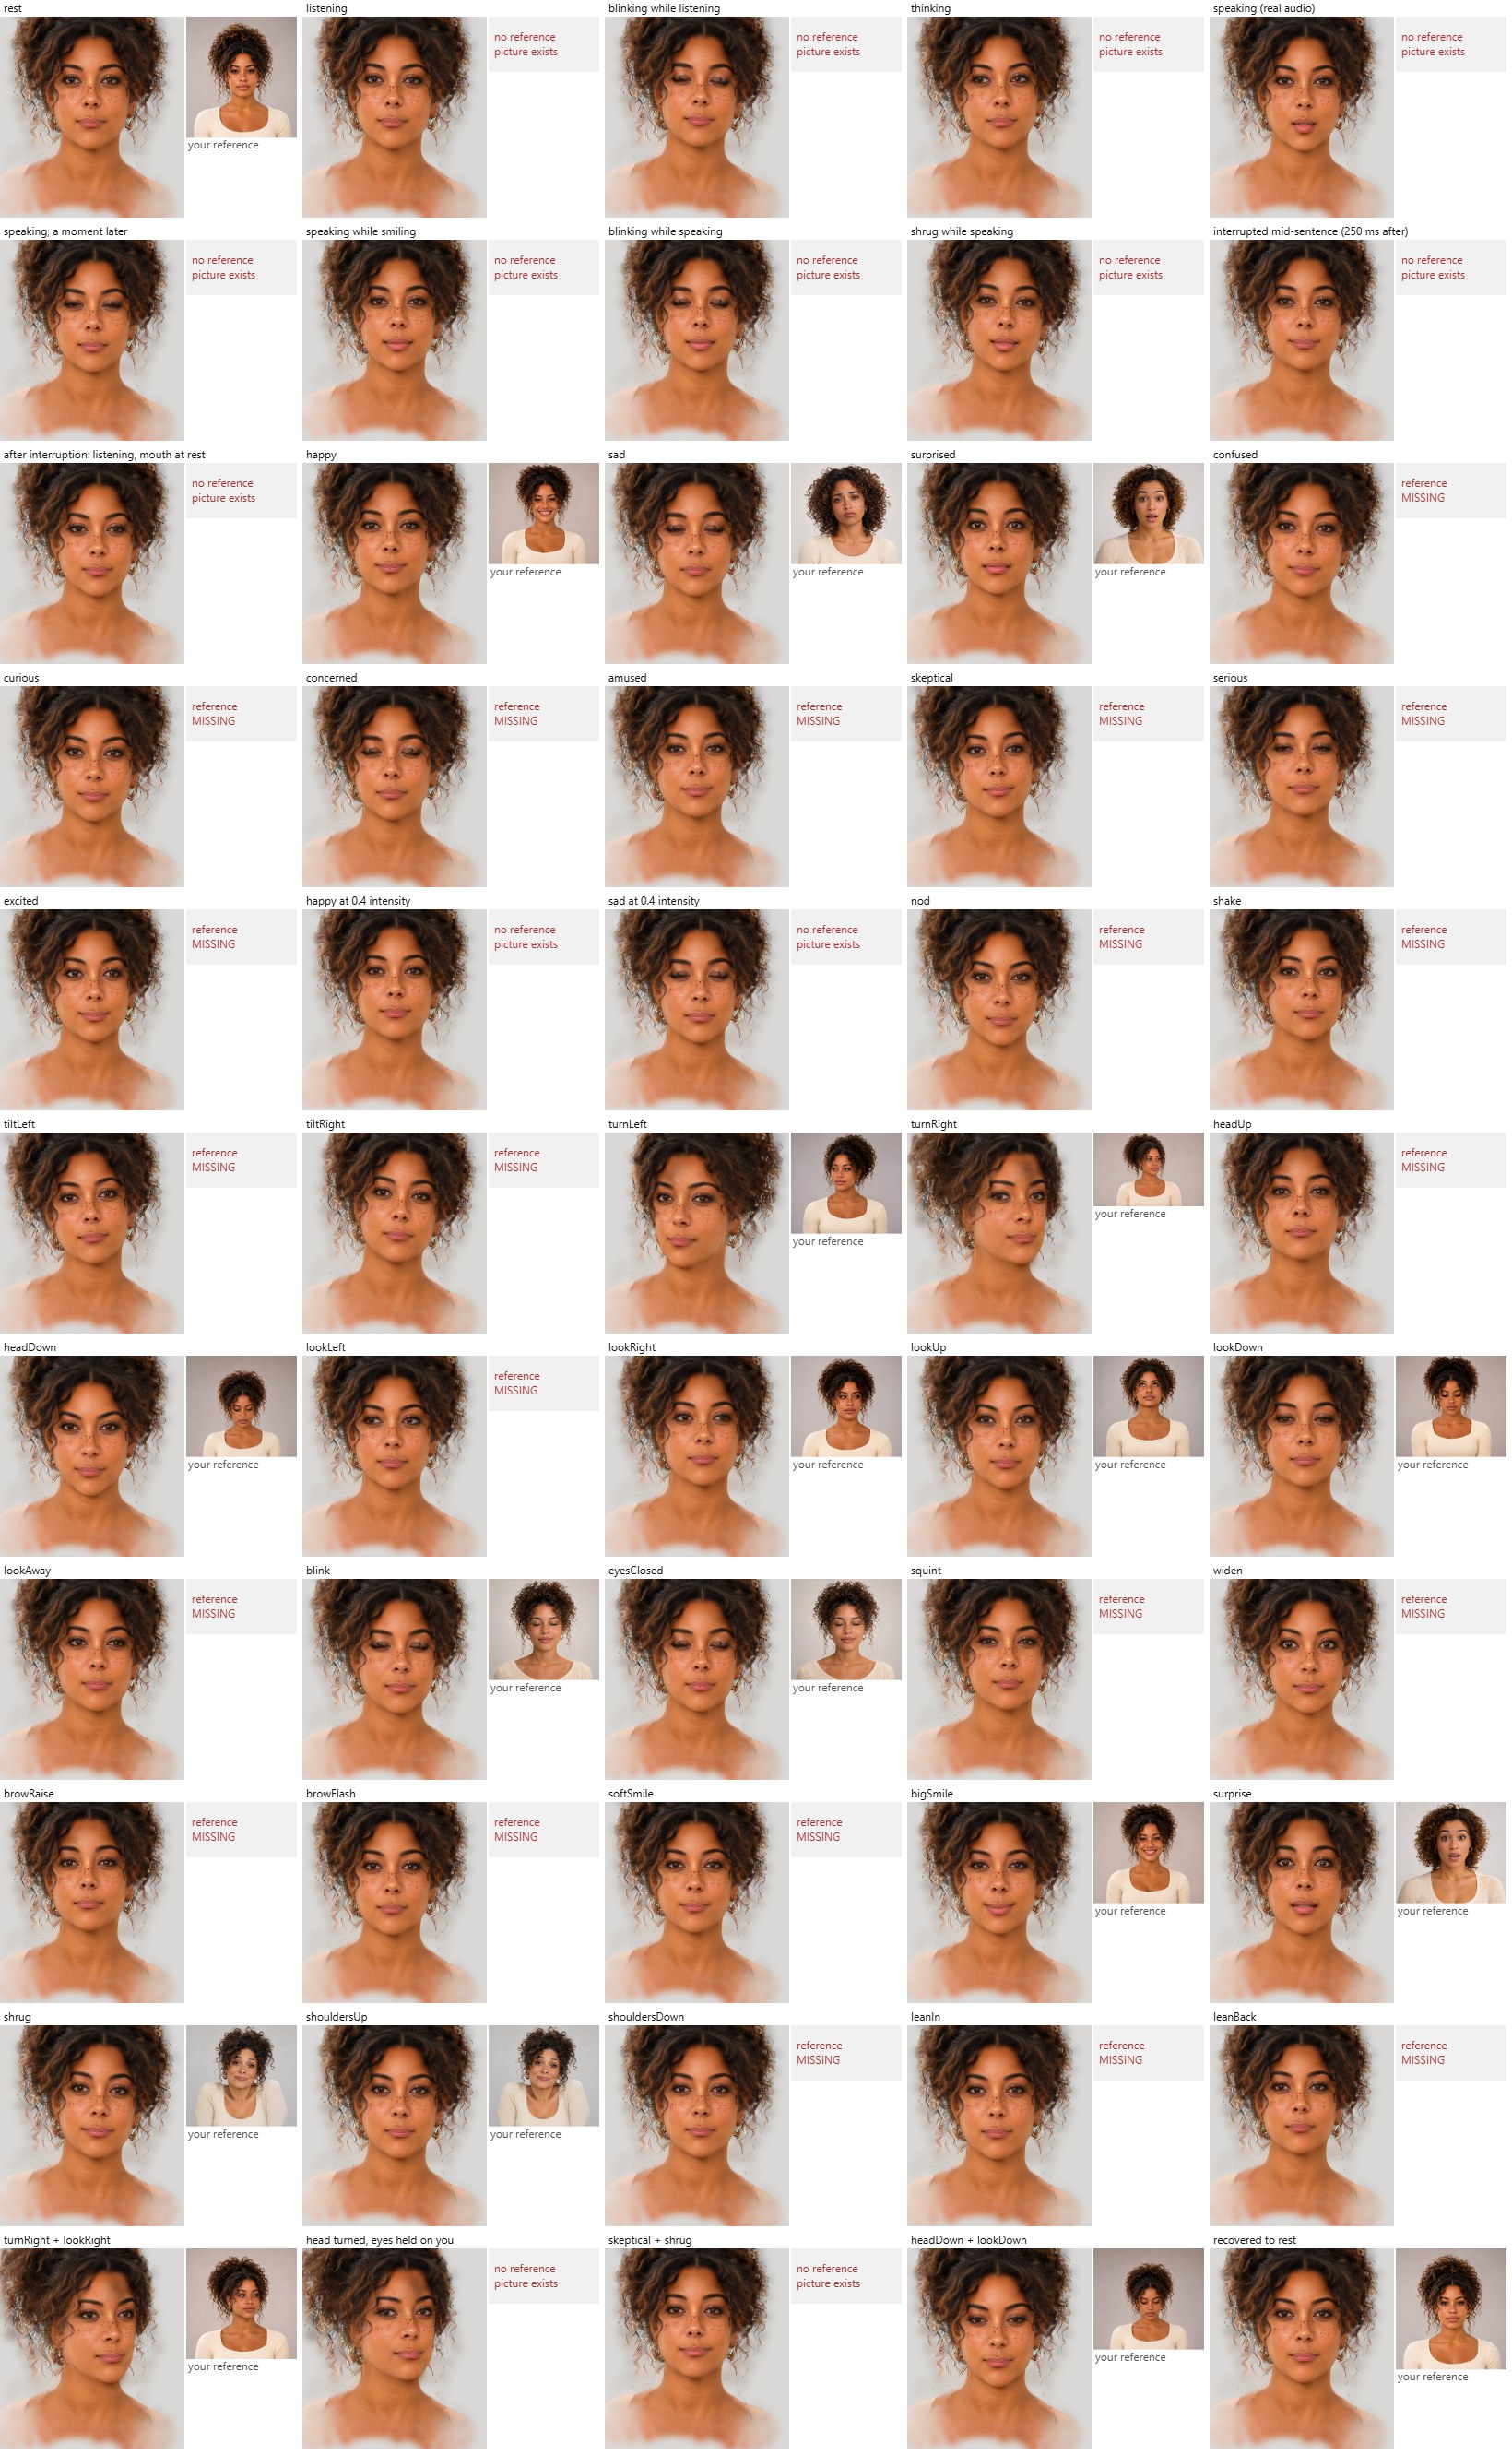 rest
your reference
listening
no reference
picture exists
blinking while listening
no reference
picture exists
thinking
no reference
picture exists
speaking (real audio)
no reference
picture exists
speaking, a moment later
no reference
picture exists
speaking while smiling
no reference
picture exists
blinking while speaking
no reference
picture exists
shrug while speaking
no reference
picture exists
interrupted mid-sentence (250 ms after)
no reference
picture exists
after interruption: listening, mouth at rest
no reference
picture exists
happy
your reference
sad
your reference
surprised
your reference
confused
reference
MISSING
curious
reference
MISSING
concerned
reference
MISSING
amused
reference
MISSING
skeptical
reference
MISSING
serious
reference
MISSING
excited
reference
MISSING
happy at 0.4 intensity
no reference
picture exists
sad at 0.4 intensity
no reference
picture exists
nod
reference
MISSING
shake
reference
MISSING
tiltLeft
reference
MISSING
tiltRight
reference
MISSING
turnLeft
your reference
turnRight
your reference
headUp
reference
MISSING
headDown
your reference
lookLeft
reference
MISSING
lookRight
your reference
lookUp
your reference
lookDown
your reference
lookAway
reference
MISSING
blink
your reference
eyesClosed
your reference
squint
reference
MISSING
widen
reference
MISSING
browRaise
reference
MISSING
browFlash
reference
MISSING
softSmile
reference
MISSING
bigSmile
your reference
surprise
your reference
shrug
your reference
shouldersUp
your reference
shouldersDown
reference
MISSING
leanIn
reference
MISSING
leanBack
reference
MISSING
turnRight + lookRight
your reference
head turned, eyes held on you
no reference
picture exists
skeptical + shrug
no reference
picture exists
headDown + lookDown
your reference
recovered to rest
your reference